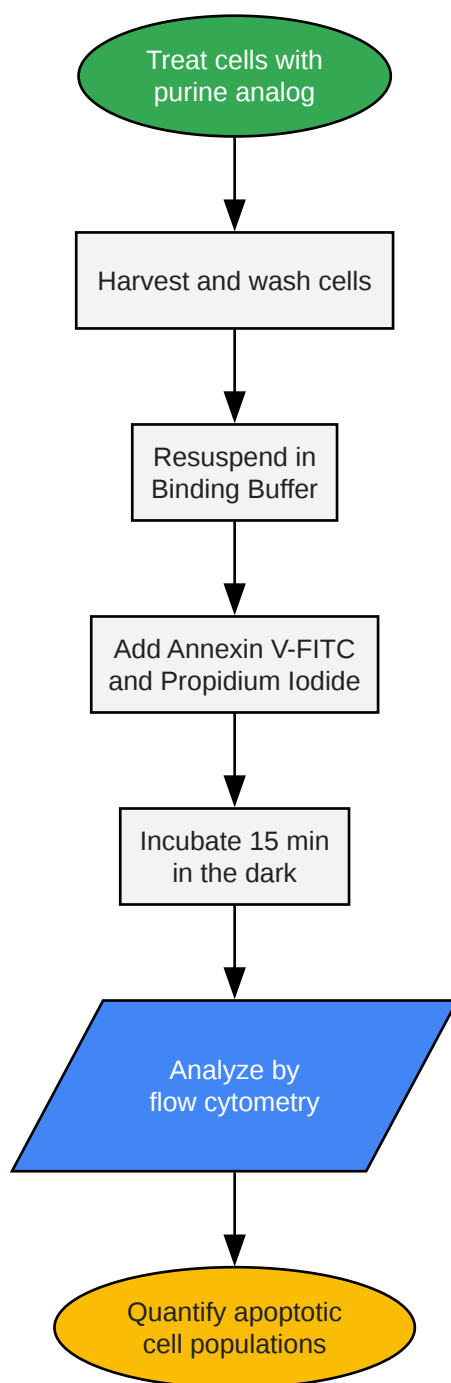 Treat cells with
purine analog
Harvest and wash cells
Resuspend in
Binding Buffer
Add Annexin V-FITC
and Propidium Iodide
Incubate 15 min
in the dark
Analyze by
flow cytometry
Quantify apoptotic
cell populations